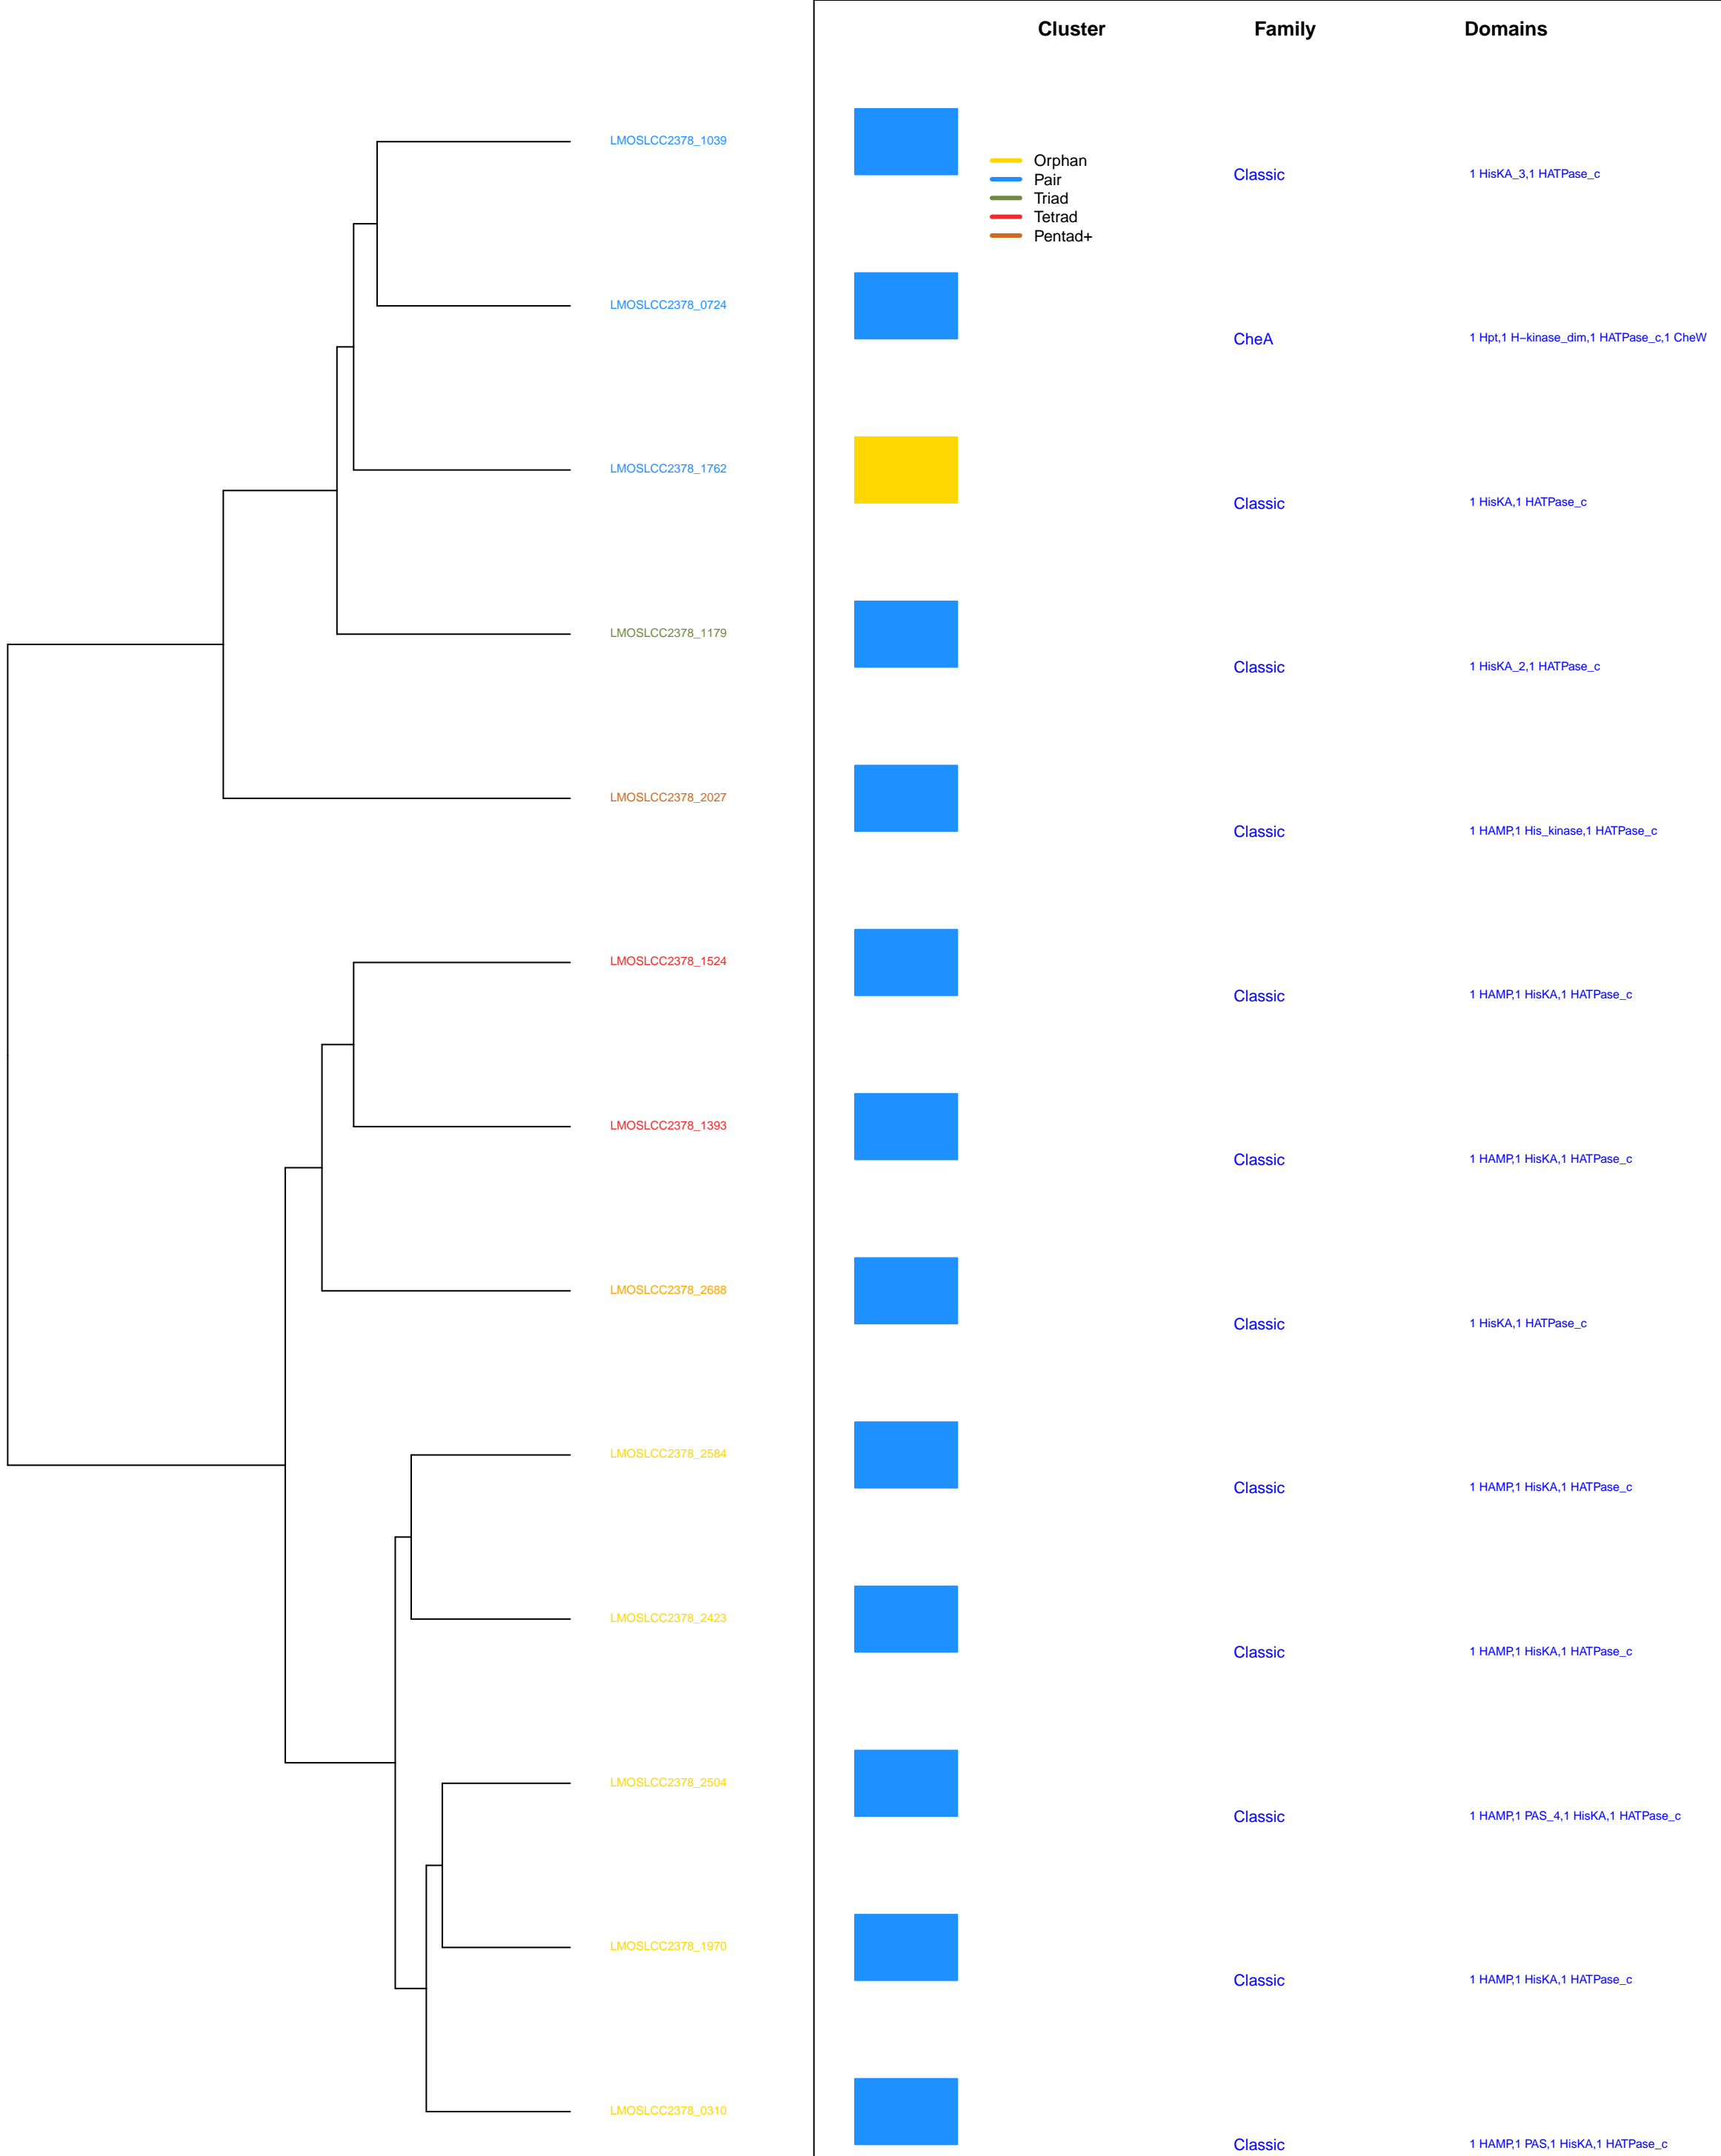 Cluster Family Domains
LMOSLCC2378_1039
Orphan
Pair
Triad
Tetrad
Pentad+
Classic 1 HisKA_3,1 HATPase_c
LMOSLCC2378_0724
CheA 1 Hpt,1 H−kinase_dim,1 HATPase_c,1 CheW
LMOSLCC2378_1762
Classic 1 HisKA,1 HATPase_c
LMOSLCC2378_1179
Classic 1 HisKA_2,1 HATPase_c
LMOSLCC2378_2027
Classic 1 HAMP,1 His_kinase,1 HATPase_c
LMOSLCC2378_1524
Classic 1 HAMP,1 HisKA,1 HATPase_c
LMOSLCC2378_1393
Classic 1 HAMP,1 HisKA,1 HATPase_c
LMOSLCC2378_2688
Classic 1 HisKA,1 HATPase_c
LMOSLCC2378_2584
Classic 1 HAMP,1 HisKA,1 HATPase_c
LMOSLCC2378_2423
Classic 1 HAMP,1 HisKA,1 HATPase_c
LMOSLCC2378_2504
Classic 1 HAMP,1 PAS_4,1 HisKA,1 HATPase_c
LMOSLCC2378_1970
Classic 1 HAMP,1 HisKA,1 HATPase_c
LMOSLCC2378_0310
Classic 1 HAMP,1 PAS,1 HisKA,1 HATPase_c